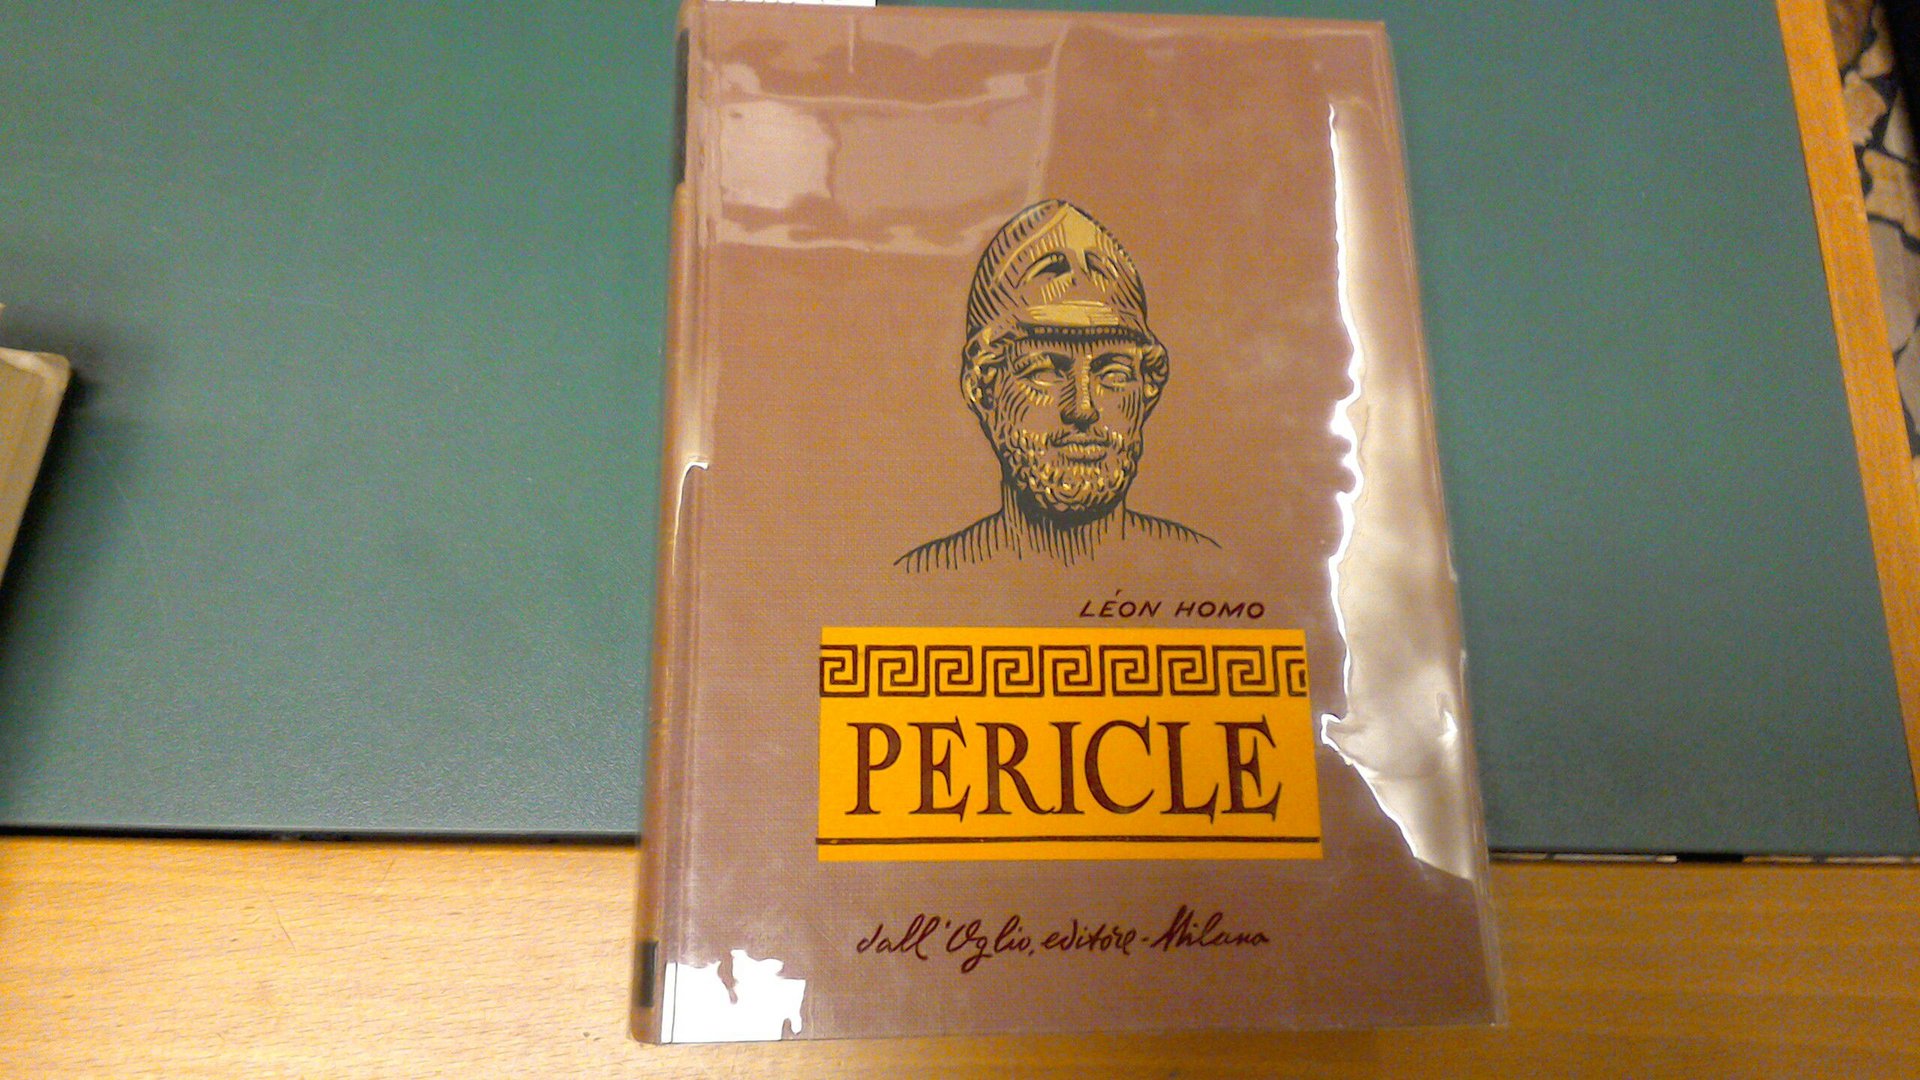 LÉON HOMO
PERICLE
dall'Oglio, editore - Milano